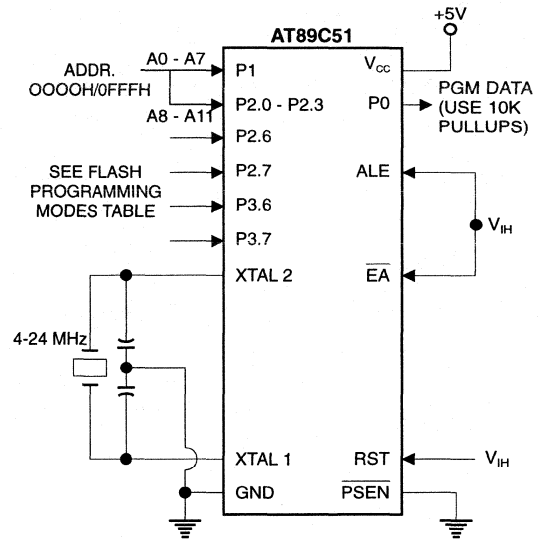 +5V
AT89C51
A0 - A7
ADDR.
OOOOH/0FFFH
P1
VCC
PGM DATA
(USE 10K
PULLUPS)
P2.0 - P2.3
P0
A8 - A11
P2.6
SEE FLASH
PROGRAMMING
MODES TABLE
P2.7
ALE
P3.6
VIH
P3.7
XTAL 2
EA
4-24 MHz
XTAL 1
RST
VIH
GND
PSEN